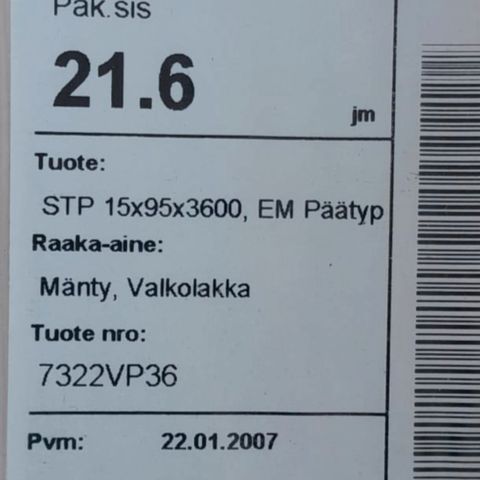 Pak.sis
21.6 jm
Tuote:
STP 15x95x3600, EM Päätyp
Raaka-aine:
Mänty, Valkolakka
Tuote nro:
7322VP36
Pvm: 22.01.2007